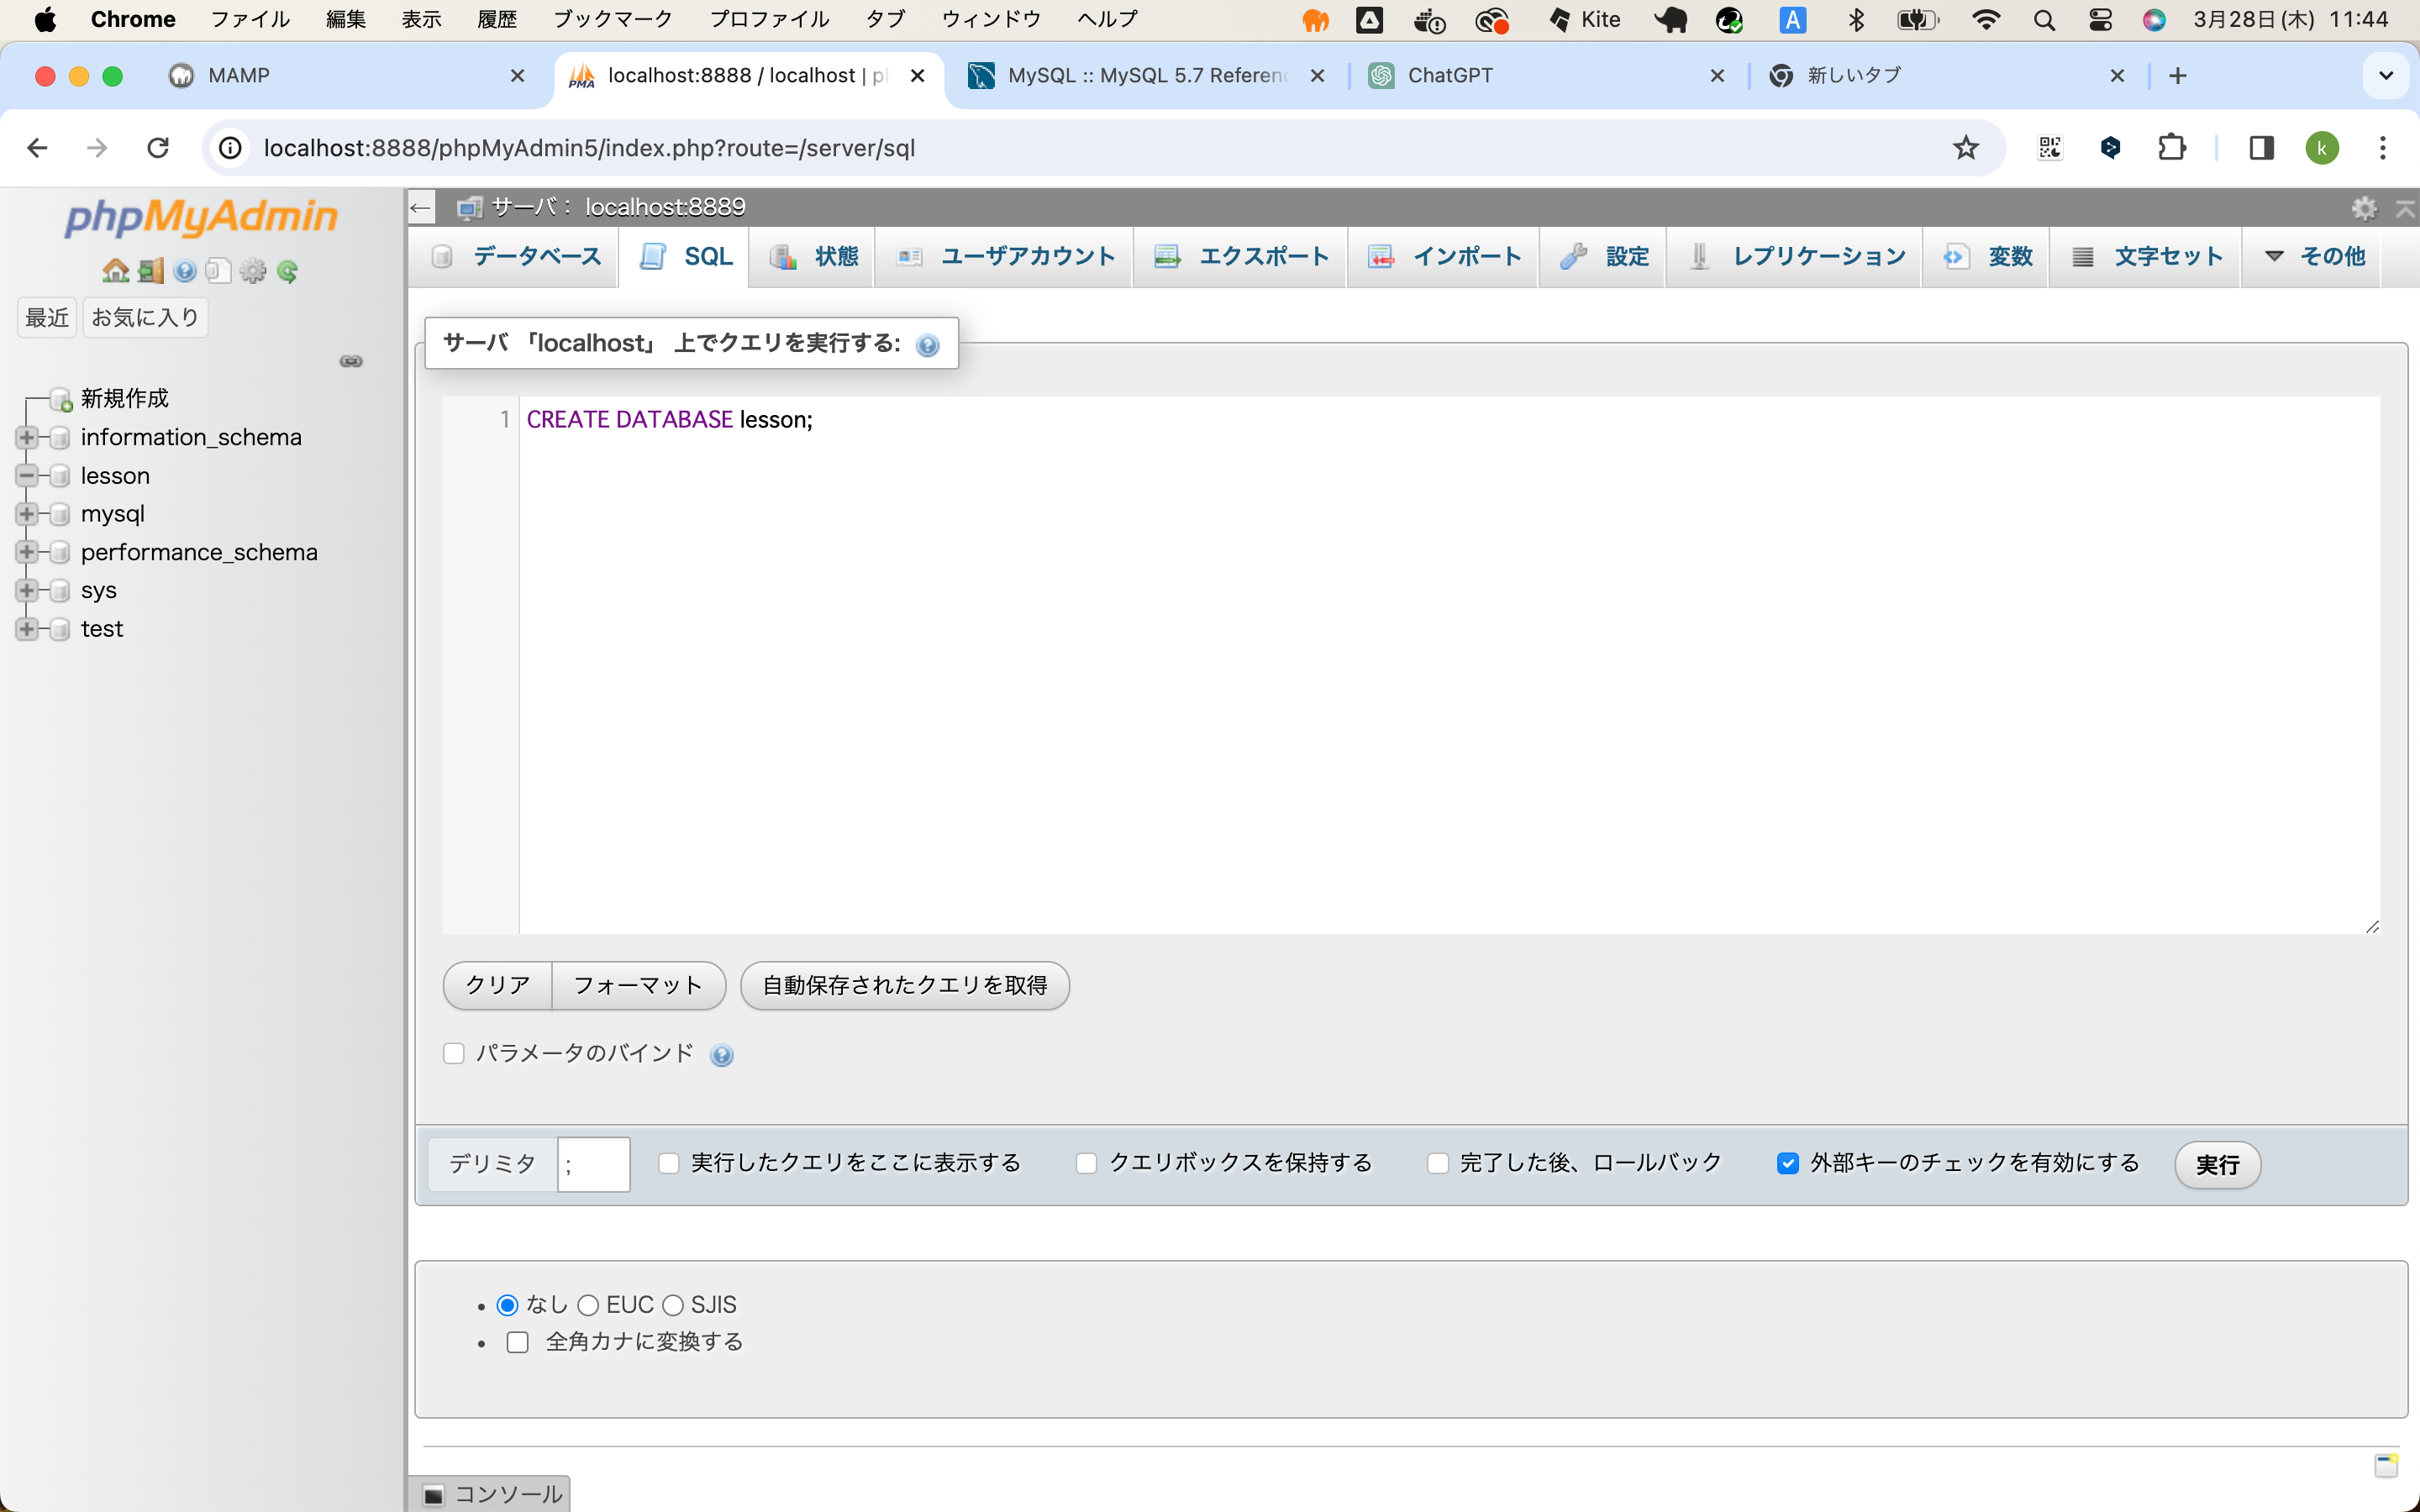 Chrome ファイル 編集 表示 履歴 ブックマーク プロファイル タブ ウィンドウ ヘルプ Kite A 3月28日(木) 11:44
MAMP
localhost:8888 / localhost | ph
MySQL :: MySQL 5.7 Referenc
ChatGPT
新しいタブ
localhost:8888/phpMyAdmin5/index.php?route=/server/sql
k
phpMyAdmin
最近 お気に入り
新規作成
information_schema
lesson
mysql
performance_schema
sys
test
サーバ： localhost:8889
データベース SQL 状態 ユーザアカウント エクスポート インポート 設定 レプリケーション 変数 文字セット その他
サーバ 「localhost」 上でクエリを実行する:
1 CREATE DATABASE lesson;
クリア フォーマット 自動保存されたクエリを取得
パラメータのバインド
デリミタ ; 実行したクエリをここに表示する クエリボックスを保持する 完了した後、ロールバック 外部キーのチェックを有効にする 実行
なし EUC SJIS
全角カナに変換する
コンソール